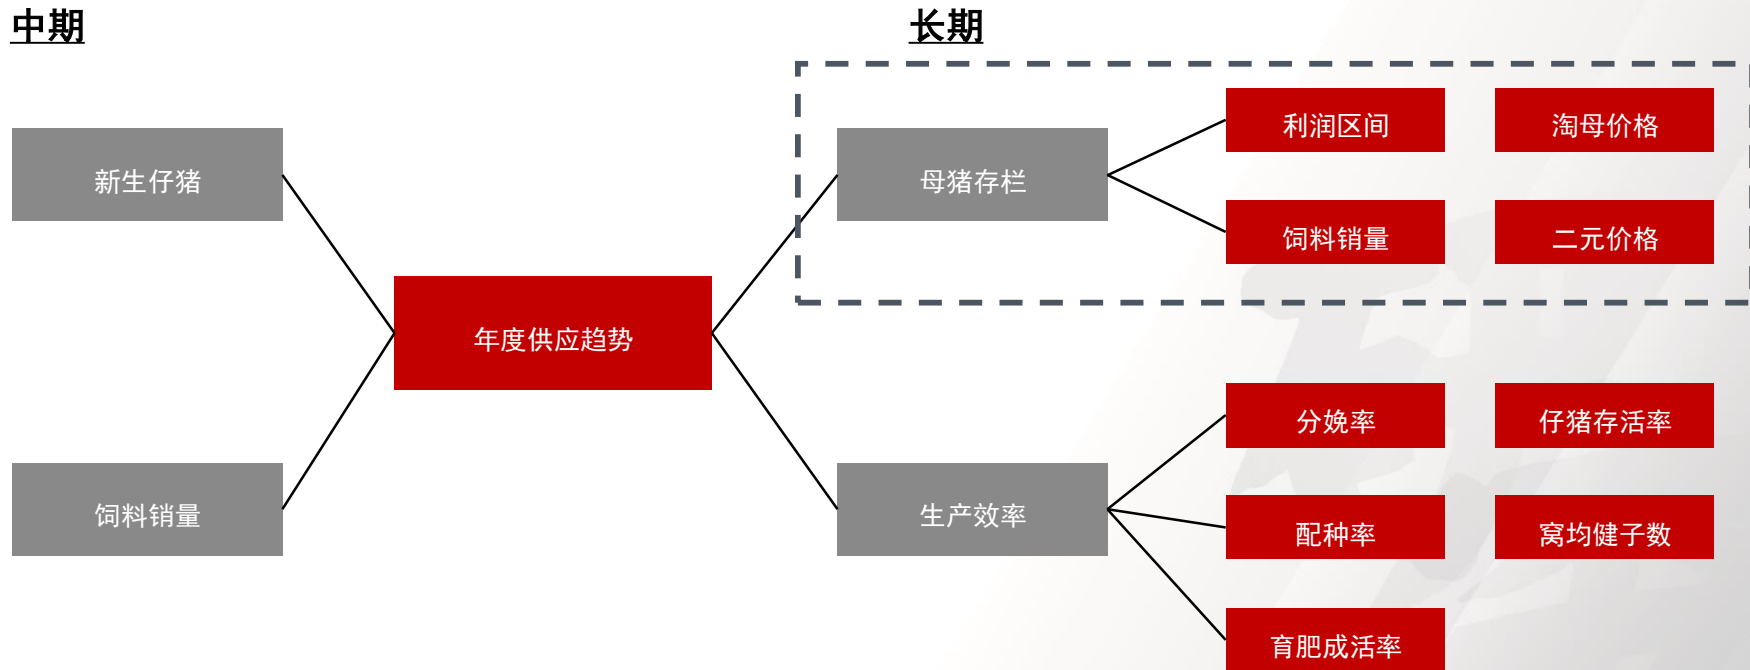 中期
长期
新生仔猪
饲料销量
年度供应趋势
母猪存栏
利润区间
淘母价格
饲料销量
二元价格
生产效率
分娩率
仔猪存活率
配种率
窝均健子数
育肥成活率